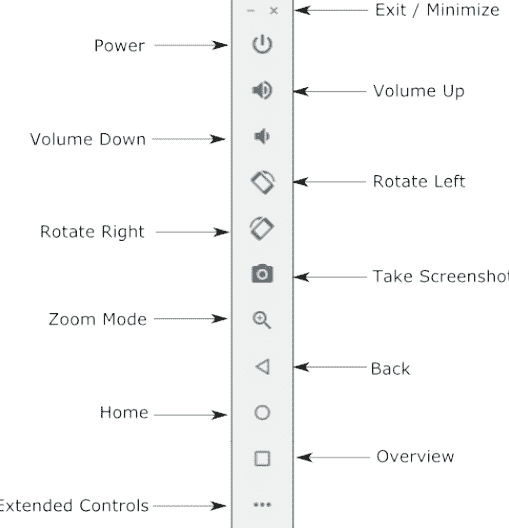 Exit / Minimize
Power
Volume Up
Volume Down
Rotate Left
Rotate Right
Take Screenshot
Zoom Mode
Back
Home
Overview
Extended Controls